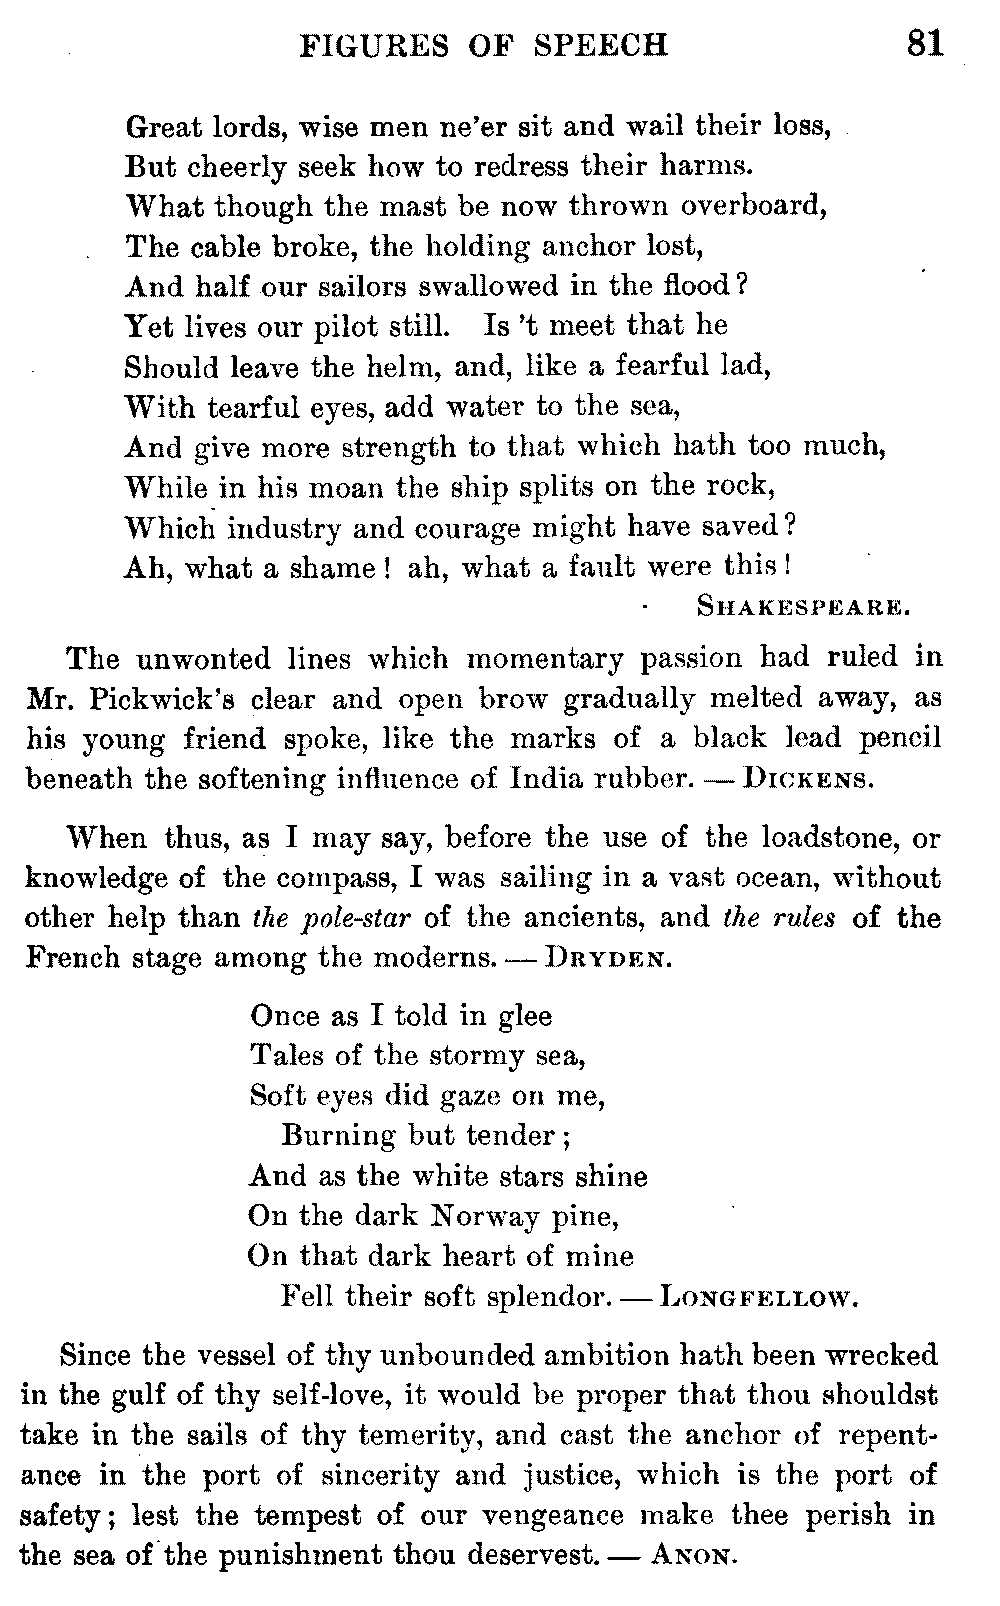 FIGURES OF SPEECH 81
Great lords, wise men ne'er sit and wail their loss,
But cheerly seek how to redress their harms.
What though the mast be now thrown overboard,
The cable broke, the holding anchor lost,
And half our sailors swallowed in the flood?
Yet lives our pilot still. Is 't meet that he
Should leave the helm, and, like a fearful lad,
With tearful eyes, add water to the sea,
And give more strength to that which hath too much,
While in his moan the ship splits on the rock,
Which industry and courage might have saved?
Ah, what a shame! ah, what a fault were this!
SHAKESPEARE.
The unwonted lines which momentary passion had ruled in
Mr. Pickwick's clear and open brow gradually melted away, as
his young friend spoke, like the marks of a black lead pencil
beneath the softening influence of India rubber. — DICKENS.
When thus, as I may say, before the use of the loadstone, or
knowledge of the compass, I was sailing in a vast ocean, without
other help than the pole-star of the ancients, and the rules of the
French stage among the moderns. — DRYDEN.
Once as I told in glee
Tales of the stormy sea,
Soft eyes did gaze on me,
Burning but tender;
And as the white stars shine
On the dark Norway pine,
On that dark heart of mine
Fell their soft splendor. — LONGFELLOW.
Since the vessel of thy unbounded ambition hath been wrecked
in the gulf of thy self-love, it would be proper that thou shouldst
take in the sails of thy temerity, and cast the anchor of repent-
ance in the port of sincerity and justice, which is the port of
safety; lest the tempest of our vengeance make thee perish in
the sea of the punishment thou deservest. — ANON.